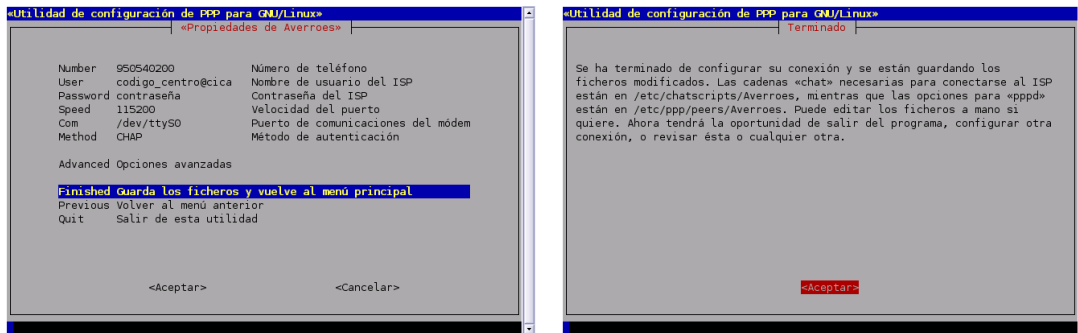 «Utilidad de configuración de PPP para GNU/Linux»
«Propiedades de Averroes»
Number 950540200 Número de teléfono
User codigo_centro@cica Nombre de usuario del ISP
Password contraseña Contraseña del ISP
Speed 115200 Velocidad del puerto
Com /dev/ttyS0 Puerto de comunicaciones del módem
Method CHAP Método de autenticación
Advanced Opciones avanzadas
Finished Guarda los ficheros y vuelve al menú principal
Previous Volver al menú anterior
Quit Salir de esta utilidad
<Aceptar> <Cancelar>
«Utilidad de configuración de PPP para GNU/Linux»
Terminado
Se ha terminado de configurar su conexión y se están guardando los
ficheros modificados. Las cadenas «chat» necesarias para conectarse al ISP
están en /etc/chatscripts/Averroes, mientras que las opciones para «pppd»
están en /etc/ppp/peers/Averroes. Puede editar los ficheros a mano si
quiere. Ahora tendrá la oportunidad de salir del programa, configurar otra
conexión, o revisar ésta o cualquier otra.
<Aceptar>